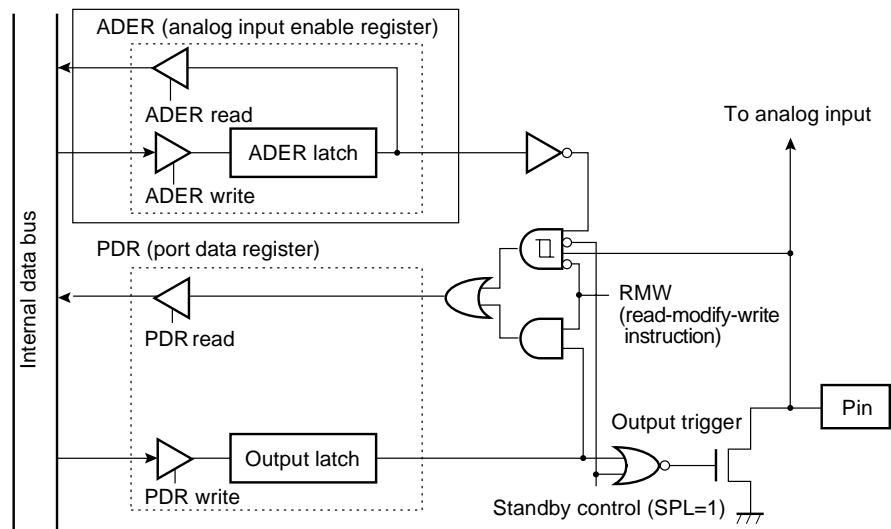 ADER (analog input enable register)
ADER read
ADER latch
ADER write
To analog input
PDR (port data register)
Internal data bus
RMW
(read-modify-write
instruction)
PDR read
Output trigger
Pin
Output latch
PDR write
Standby control (SPL=1)